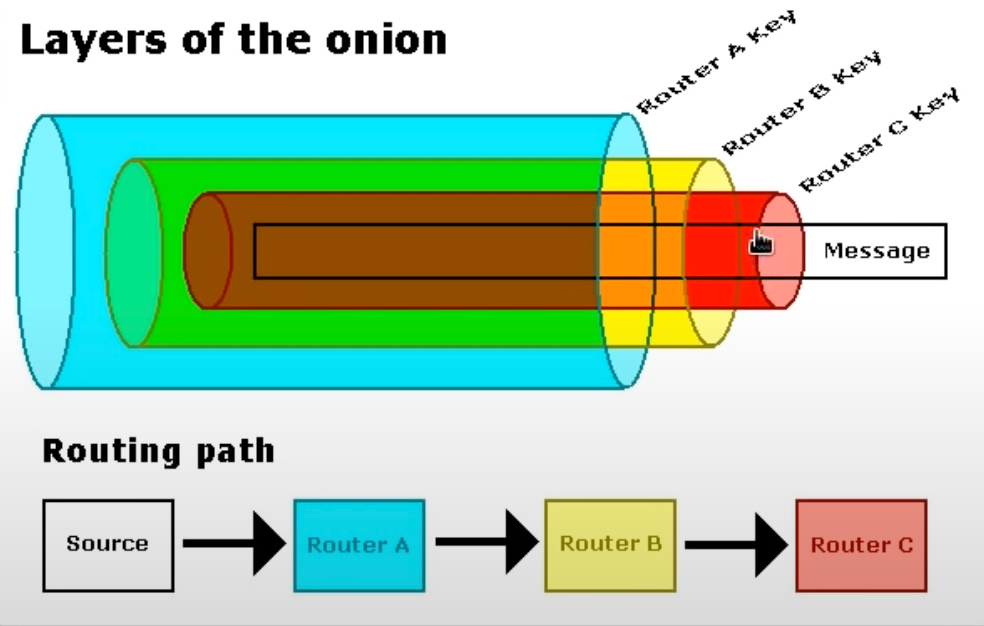 Layers of the onion
Router A Key
Router B Key
Router C Key
Message
Routing path
Source
Router A
Router B
Router C